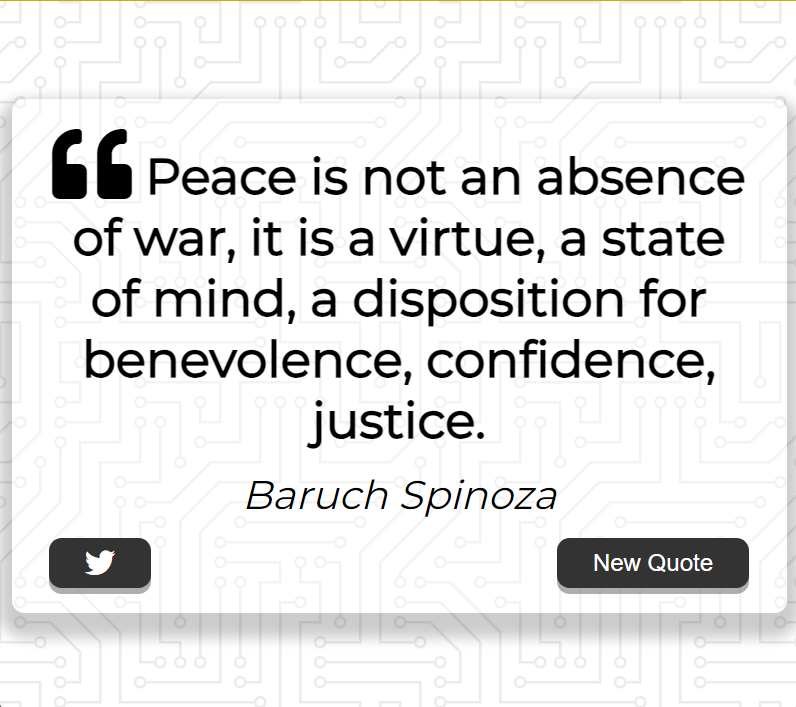 “ Peace is not an absence
of war, it is a virtue, a state
of mind, a disposition for
benevolence, confidence,
justice.
Baruch Spinoza
New Quote